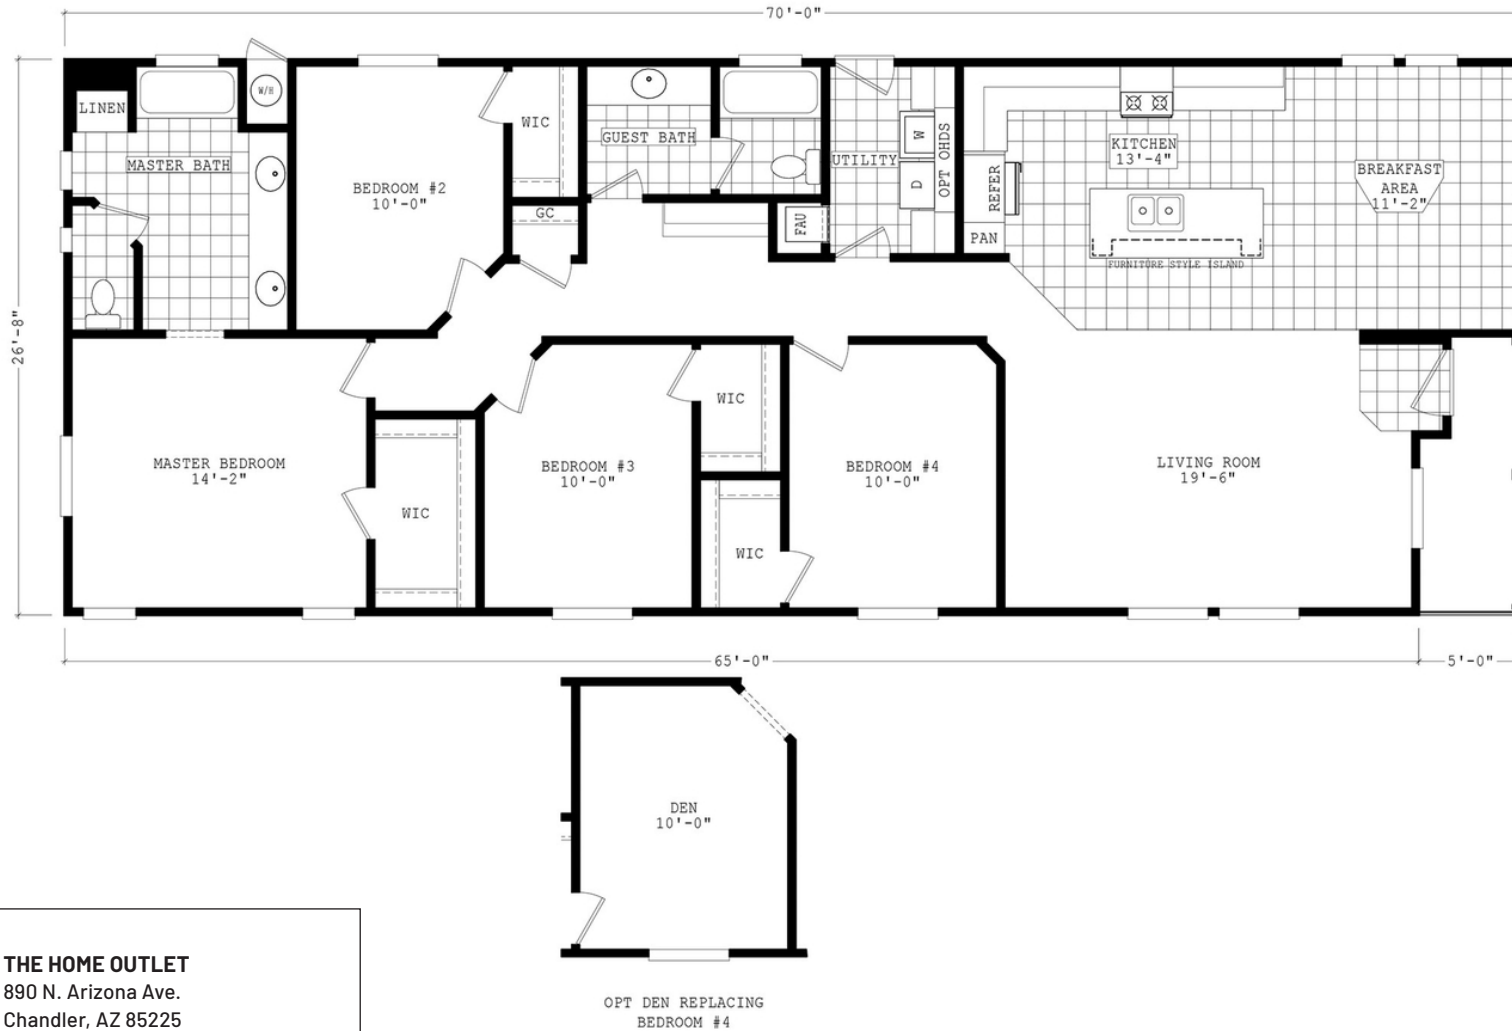 70'-0"
LINEN
W/H
MASTER BATH
BEDROOM #2
10'-0"
WIC
GC
GUEST BATH
FAU
UTILITY
W
D
OPT OHDS
REFER
PAN
KITCHEN
13'-4"
FURNITURE STYLE ISLAND
BREAKFAST
AREA
11'-2"
26'-8"
MASTER BEDROOM
14'-2"
WIC
BEDROOM #3
10'-0"
WIC
WIC
BEDROOM #4
10'-0"
LIVING ROOM
19'-6"
65'-0"
5'-0"
DEN
10'-0"
OPT DEN REPLACING
BEDROOM #4
THE HOME OUTLET
890 N. Arizona Ave.
Chandler, AZ 85225